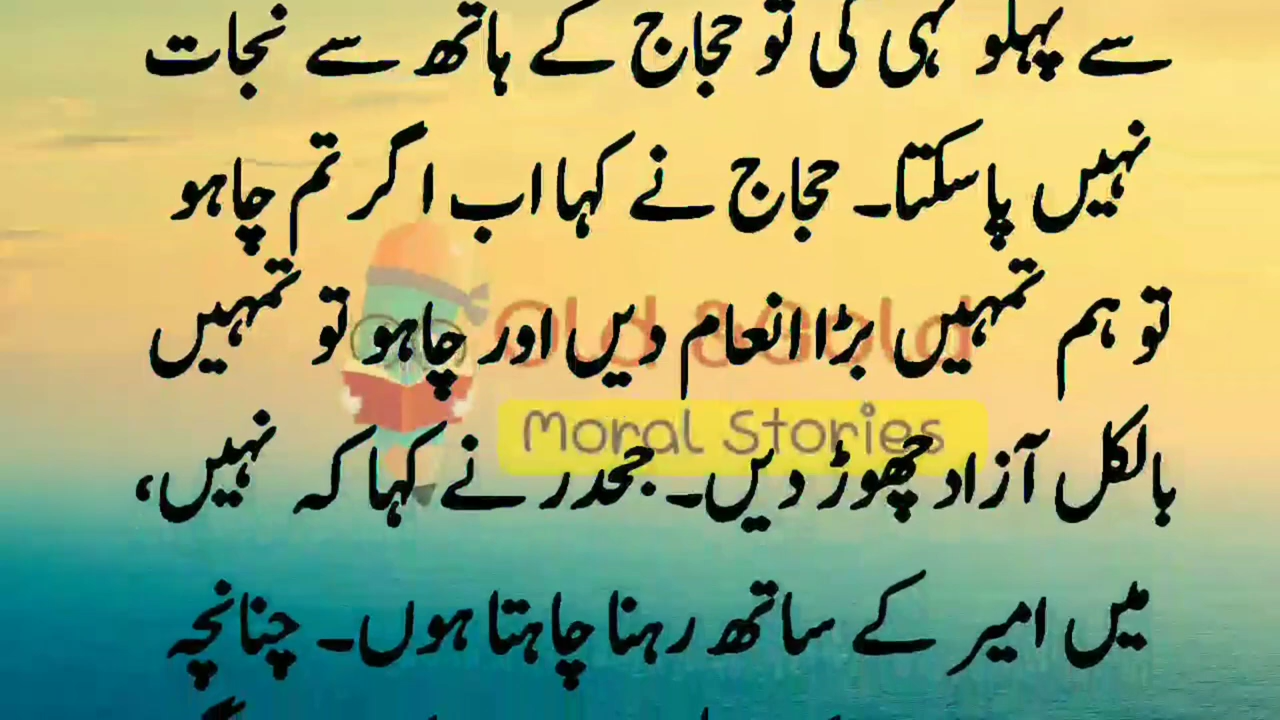 سے پہلو تہی کی تو حجاج کے ہاتھ سے نجات
نہیں پا سکتا۔ حجاج نے کہا اب اگر تم چاہو
تو ہم تمہیں بڑا انعام دیں اور چاہو تو تمہیں
Old &Gold
Moral Stories
بالکل آزاد چھوڑ دیں۔ جحدر نے کہا کہ نہیں،
میں امیر کے ساتھ رہنا چاہتا ہوں۔ چنانچہ